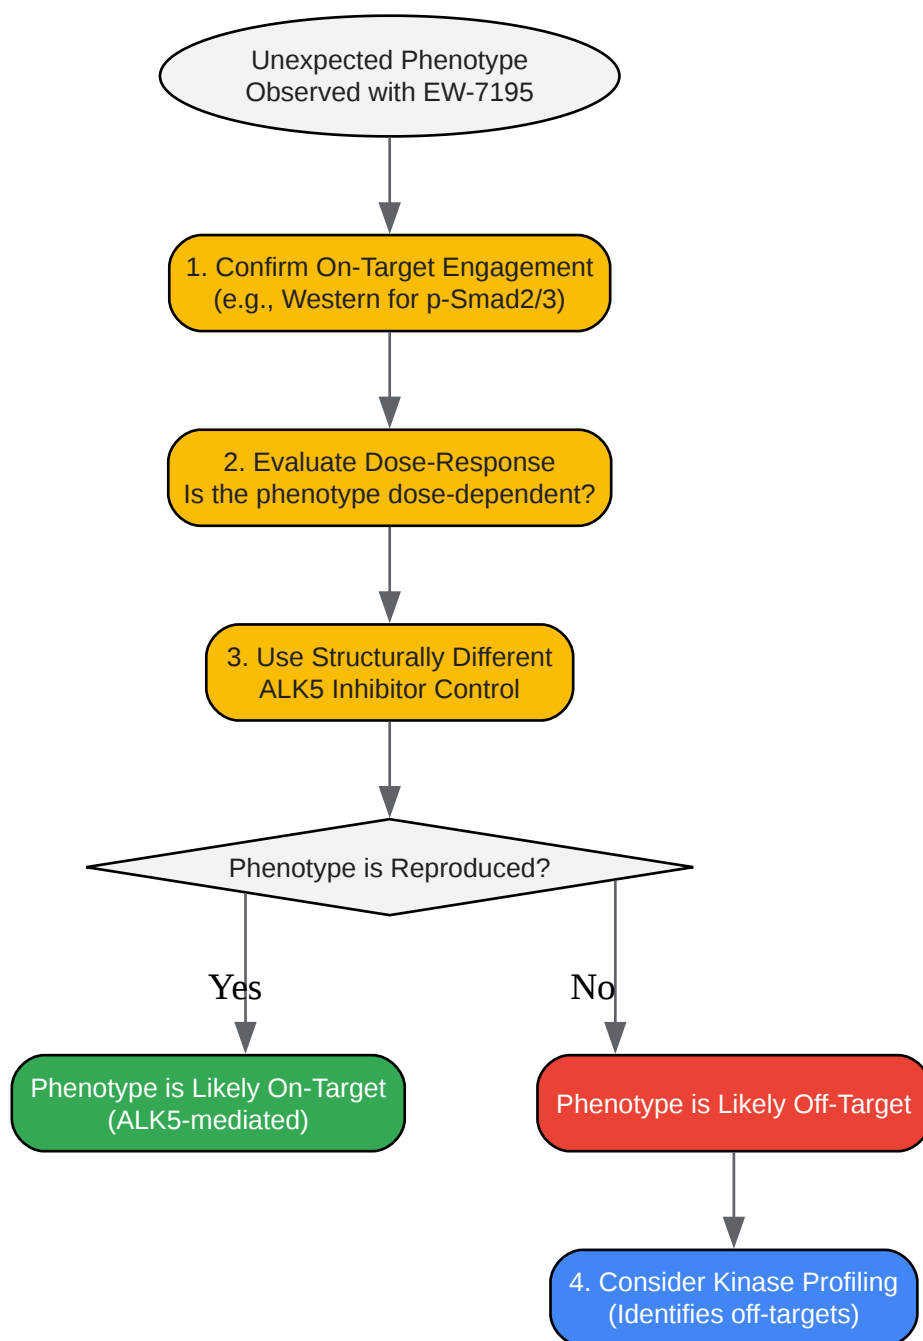 Unexpected Phenotype
Observed with EW-7195
1. Confirm On-Target Engagement
(e.g., Western for p-Smad2/3)
2. Evaluate Dose-Response
Is the phenotype dose-dependent?
3. Use Structurally Different
ALK5 Inhibitor Control
Phenotype is Reproduced?
Yes
No
Phenotype is Likely On-Target
(ALK5-mediated)
Phenotype is Likely Off-Target
4. Consider Kinase Profiling
(Identifies off-targets)